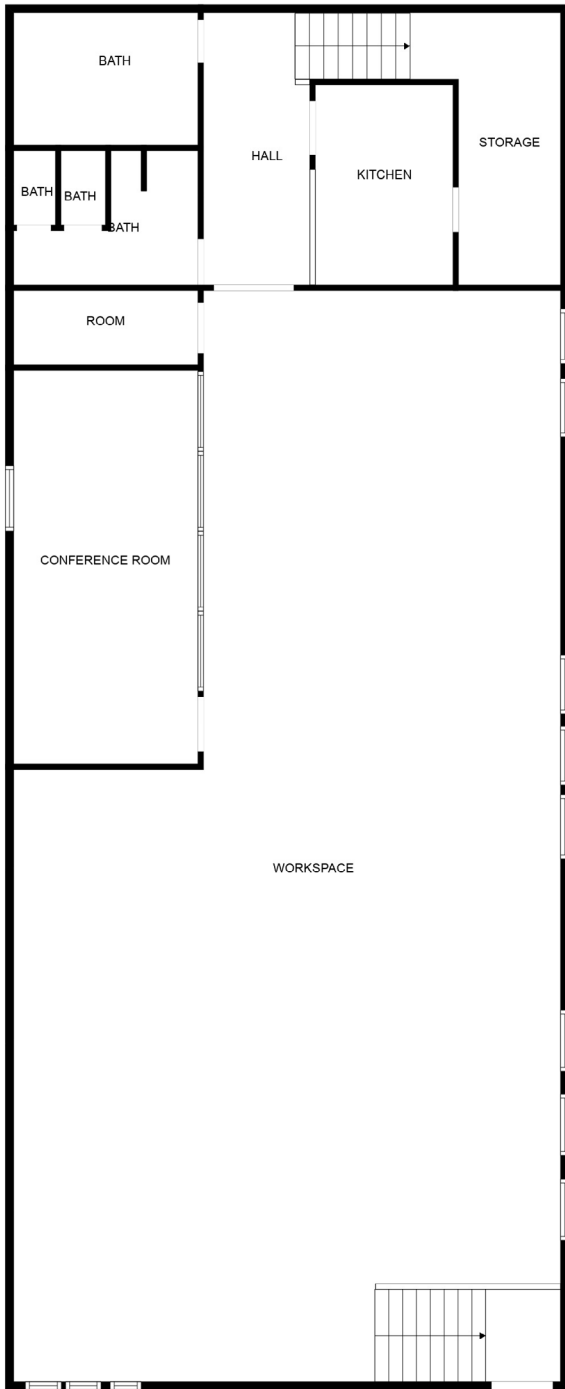 BATH
STORAGE
HALL
KITCHEN
BATH
BATH
BATH
ROOM
CONFERENCE ROOM
WORKSPACE